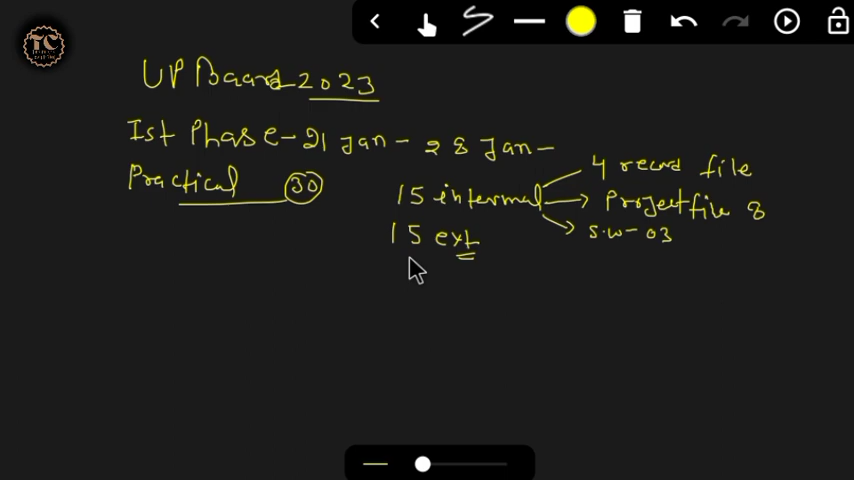 TC
UP Board 2023
Ist Phase - 21 Jan - 28 Jan -
Practical 30
15 internal
4 record file
Project file 8
S.W - 03
15 ext